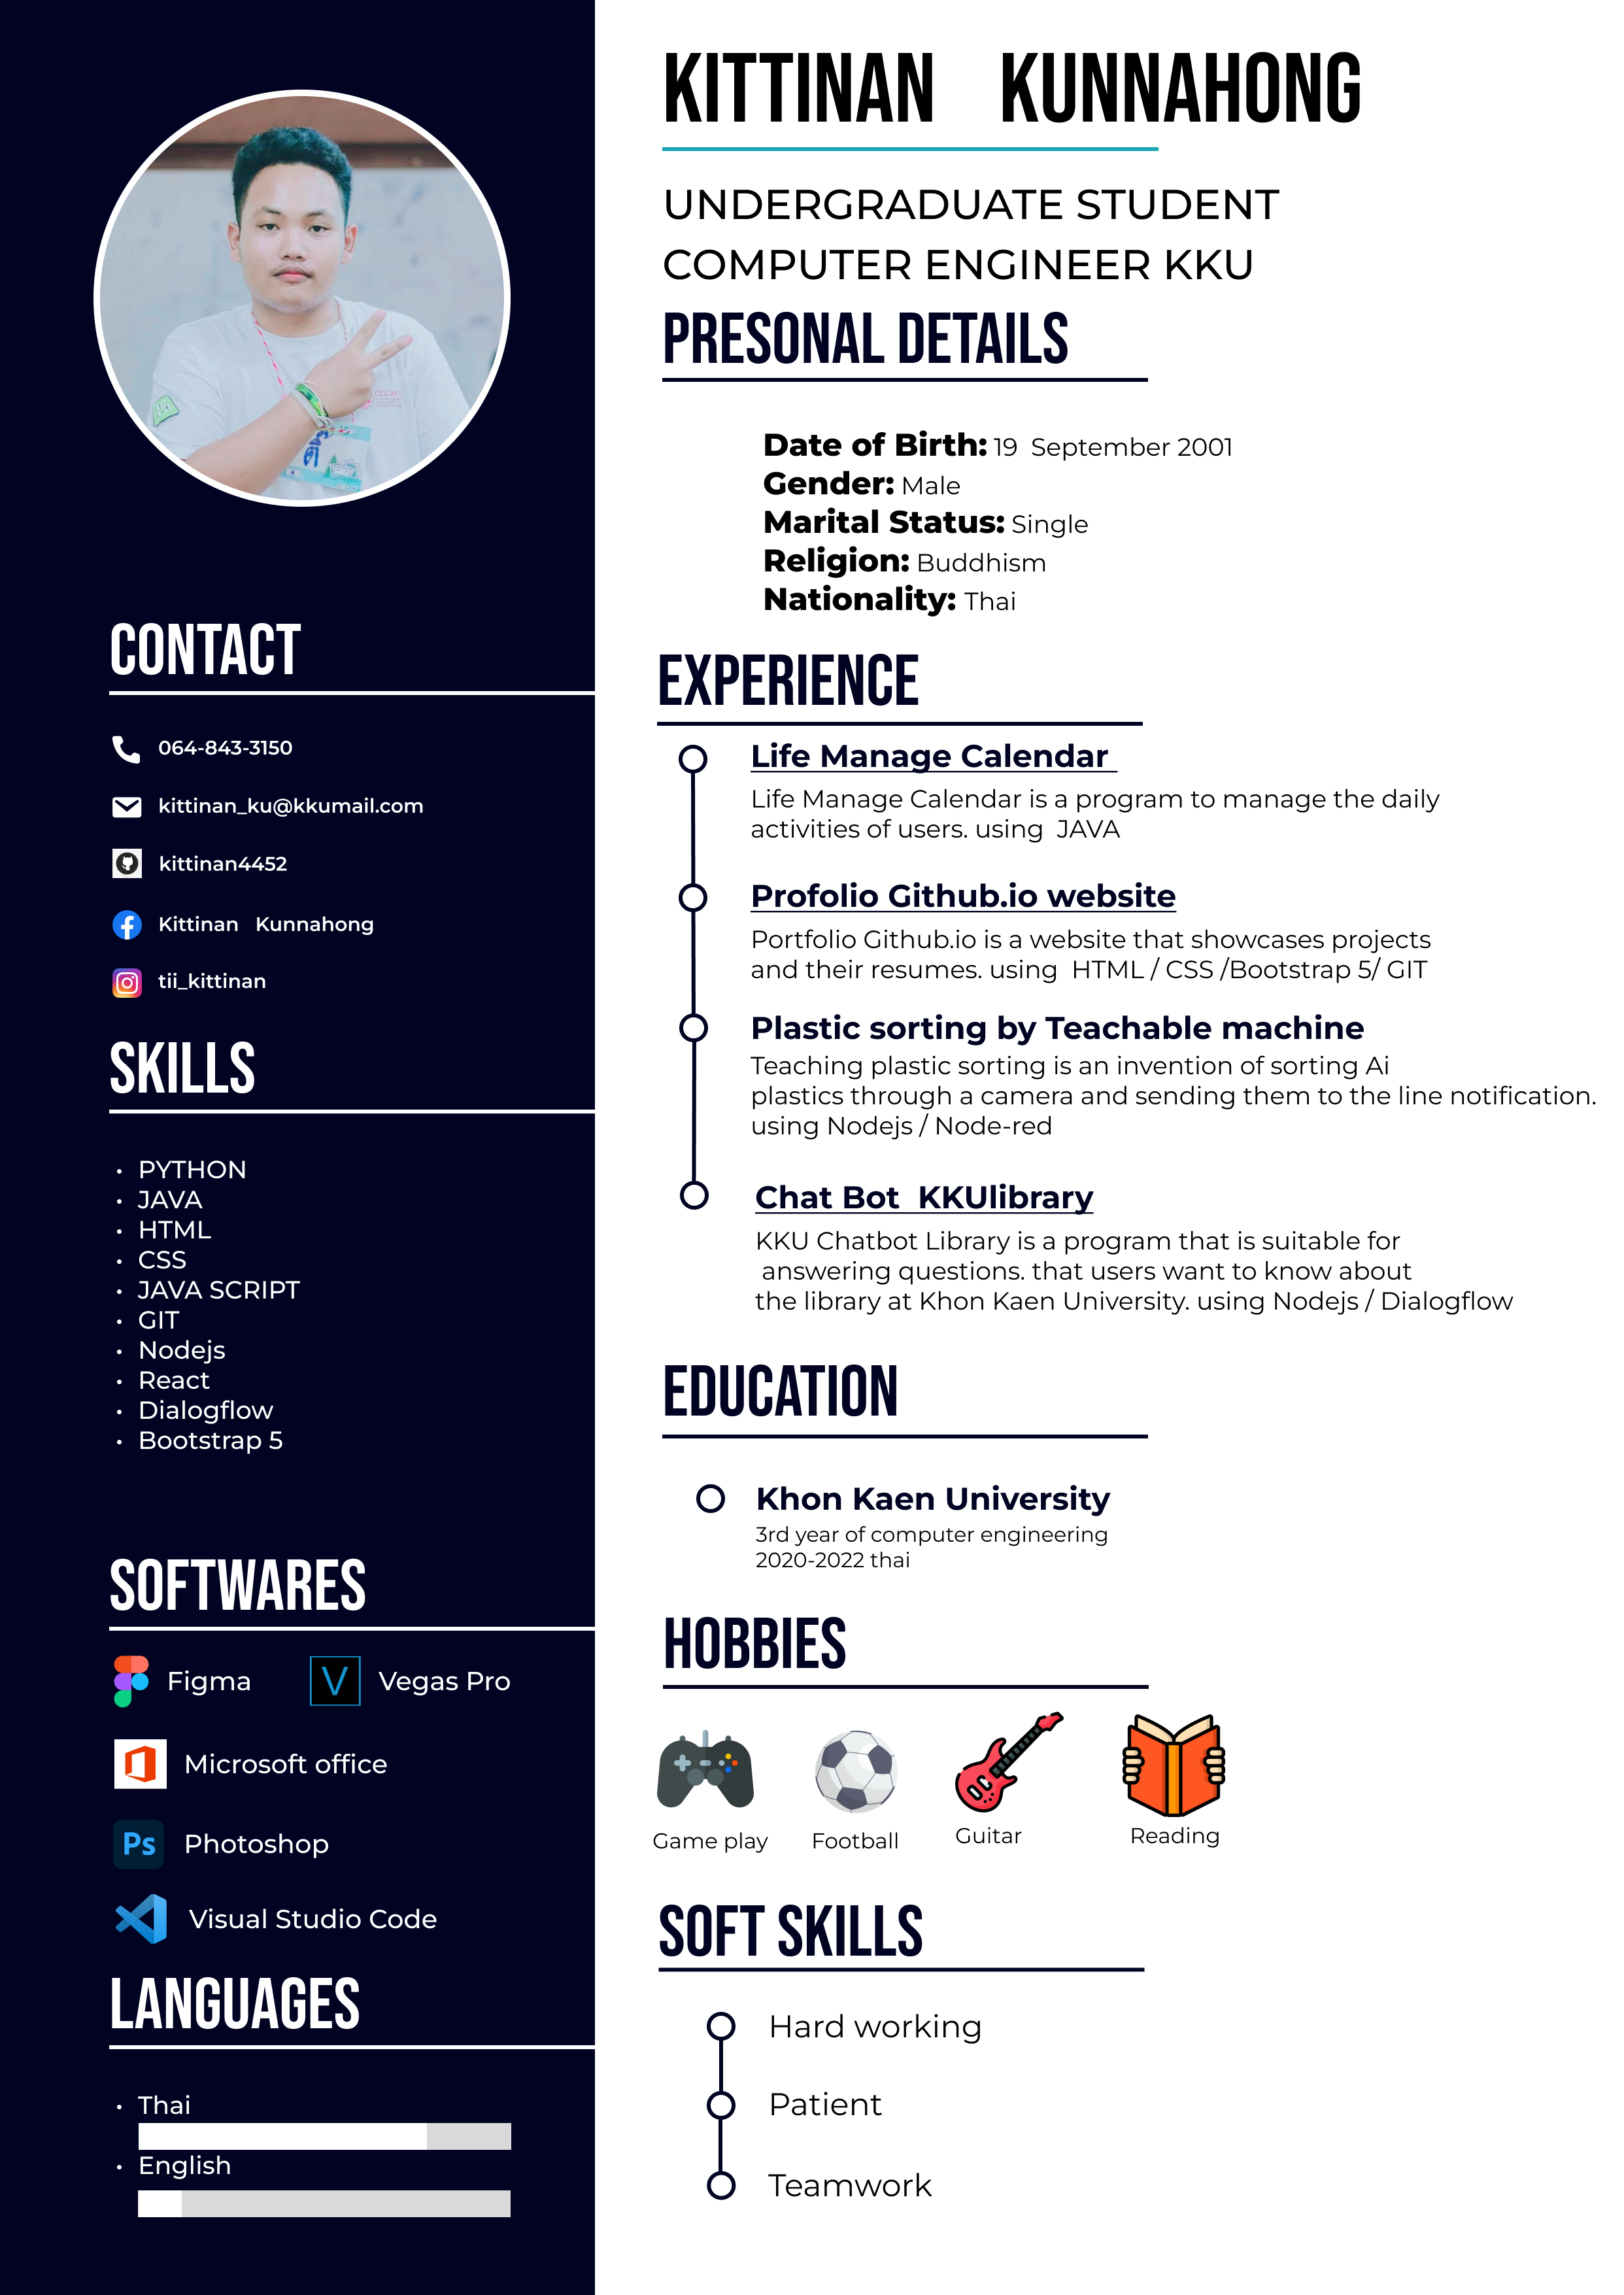 KITTINAN KUNNAHONG
UNDERGRADUATE STUDENT
COMPUTER ENGINEER KKU
PRESONAL DETAILS
Date of Birth: 19 September 2001
Gender: Male
Marital Status: Single
Religion: Buddhism
Nationality: Thai
CONTACT
064-843-3150
kittinan_ku@kkumail.com
kittinan4452
Kittinan Kunnahong
tii_kittinan
SKILLS
• PYTHON
• JAVA
• HTML
• CSS
• JAVA SCRIPT
• GIT
• Nodejs
• React
• Dialogflow
• Bootstrap 5
SOFTWARES
Figma
V
Vegas Pro
Microsoft office
Ps
Photoshop
Visual Studio Code
LANGUAGES
• Thai
• English
EXPERIENCE
Life Manage Calendar
Life Manage Calendar is a program to manage the daily
activities of users. using JAVA
Profolio Github.io website
Portfolio Github.io is a website that showcases projects
and their resumes. using HTML / CSS /Bootstrap 5/ GIT
Plastic sorting by Teachable machine
Teaching plastic sorting is an invention of sorting Ai
plastics through a camera and sending them to the line notification.
using Nodejs / Node-red
Chat Bot KKUlibrary
KKU Chatbot Library is a program that is suitable for
answering questions. that users want to know about
the library at Khon Kaen University. using Nodejs / Dialogflow
EDUCATION
Khon Kaen University
3rd year of computer engineering
2020-2022 thai
HOBBIES
Game play
Football
Guitar
Reading
SOFT SKILLS
Hard working
Patient
Teamwork